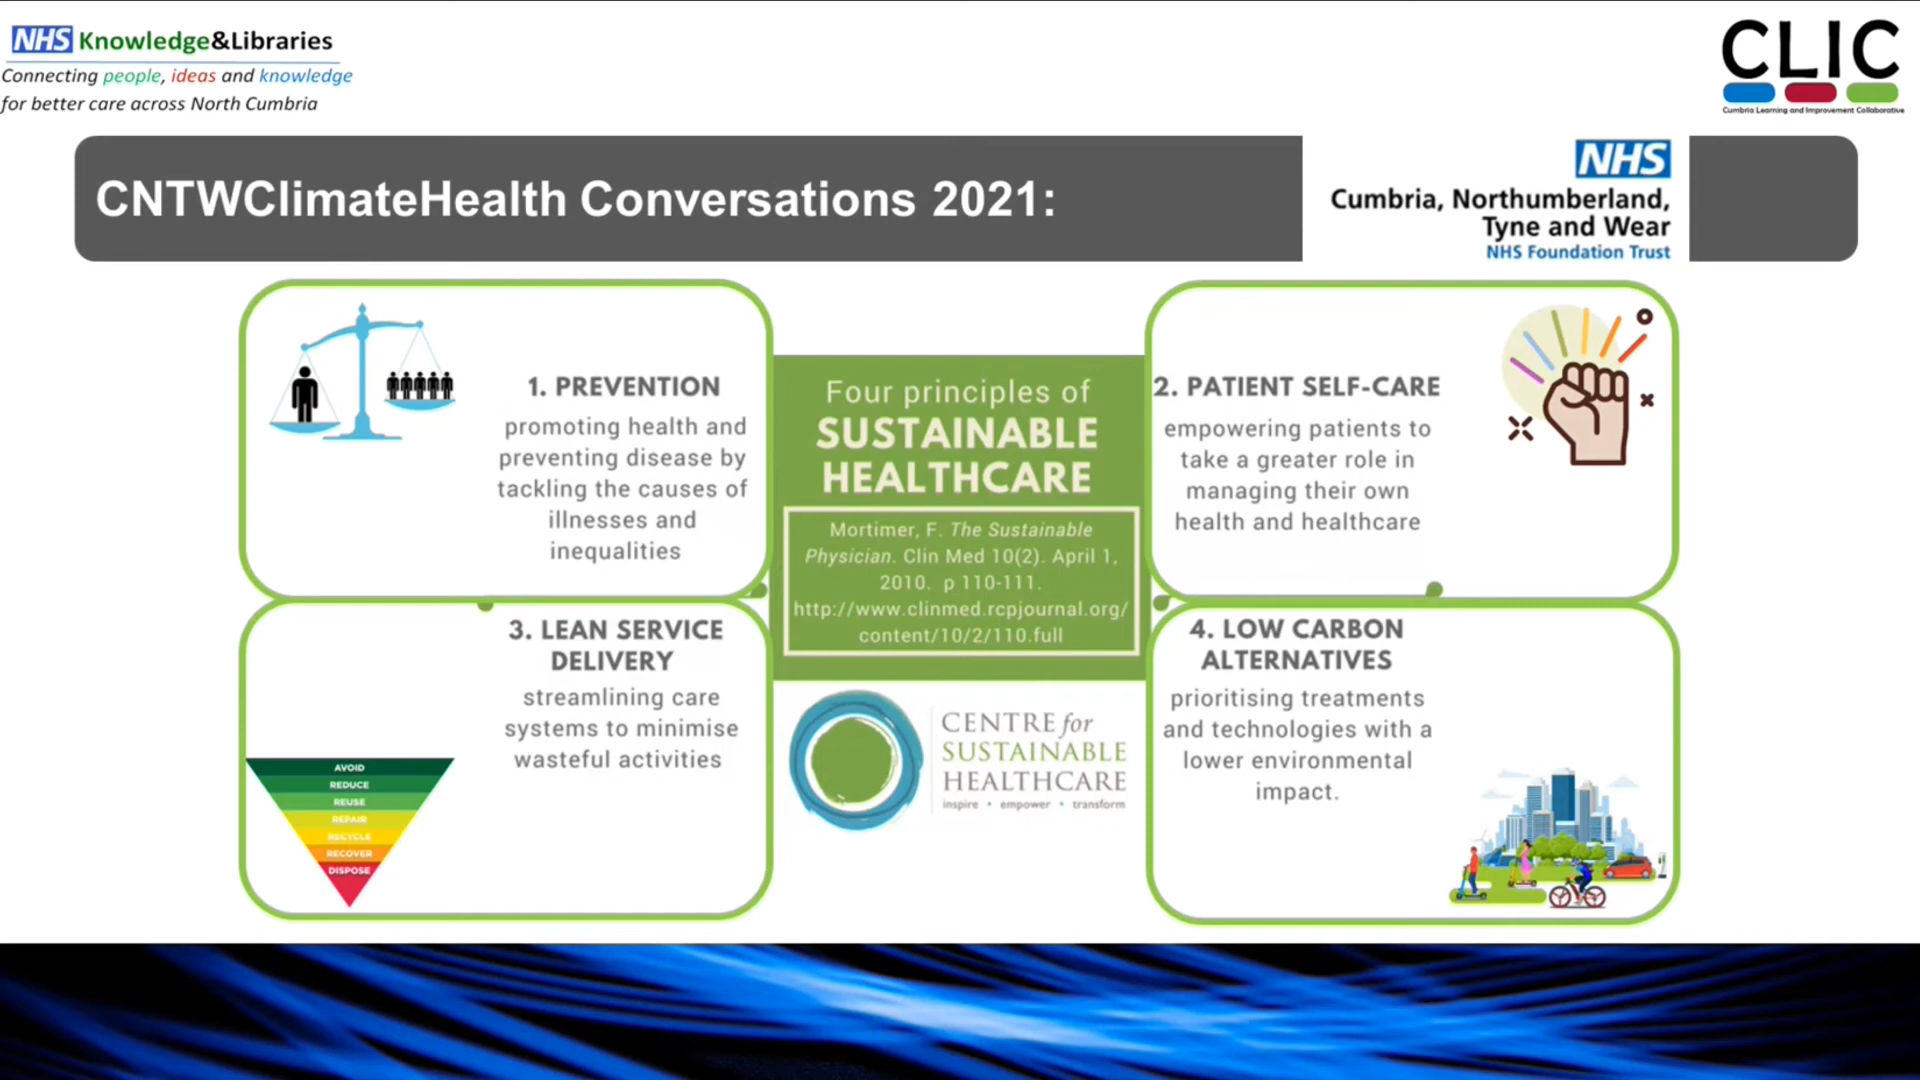 NHS Knowledge&Libraries
Connecting people, ideas and knowledge
for better care across North Cumbria
CLIC
Cumbria Learning and Improvement Collaborative
CNTWClimateHealth Conversations 2021:
NHS
Cumbria, Northumberland,
Tyne and Wear
NHS Foundation Trust
1. PREVENTION
promoting health and
preventing disease by
tackling the causes of
illnesses and
inequalities
Four principles of
SUSTAINABLE
HEALTHCARE
Mortimer, F. The Sustainable
Physician. Clin Med 10(2). April 1,
2010. p 110-111.
http://www.clinmed.rcpjournal.org/
content/10/2/110.full
2. PATIENT SELF-CARE
empowering patients to
take a greater role in
managing their own
health and healthcare
3. LEAN SERVICE
DELIVERY
streamlining care
systems to minimise
wasteful activities
AVOID
REDUCE
REUSE
REPAIR
RECYCLE
RECOVER
DISPOSE
CENTRE for
SUSTAINABLE
HEALTHCARE
inspire • empower • transform
4. LOW CARBON
ALTERNATIVES
prioritising treatments
and technologies with a
lower environmental
impact.